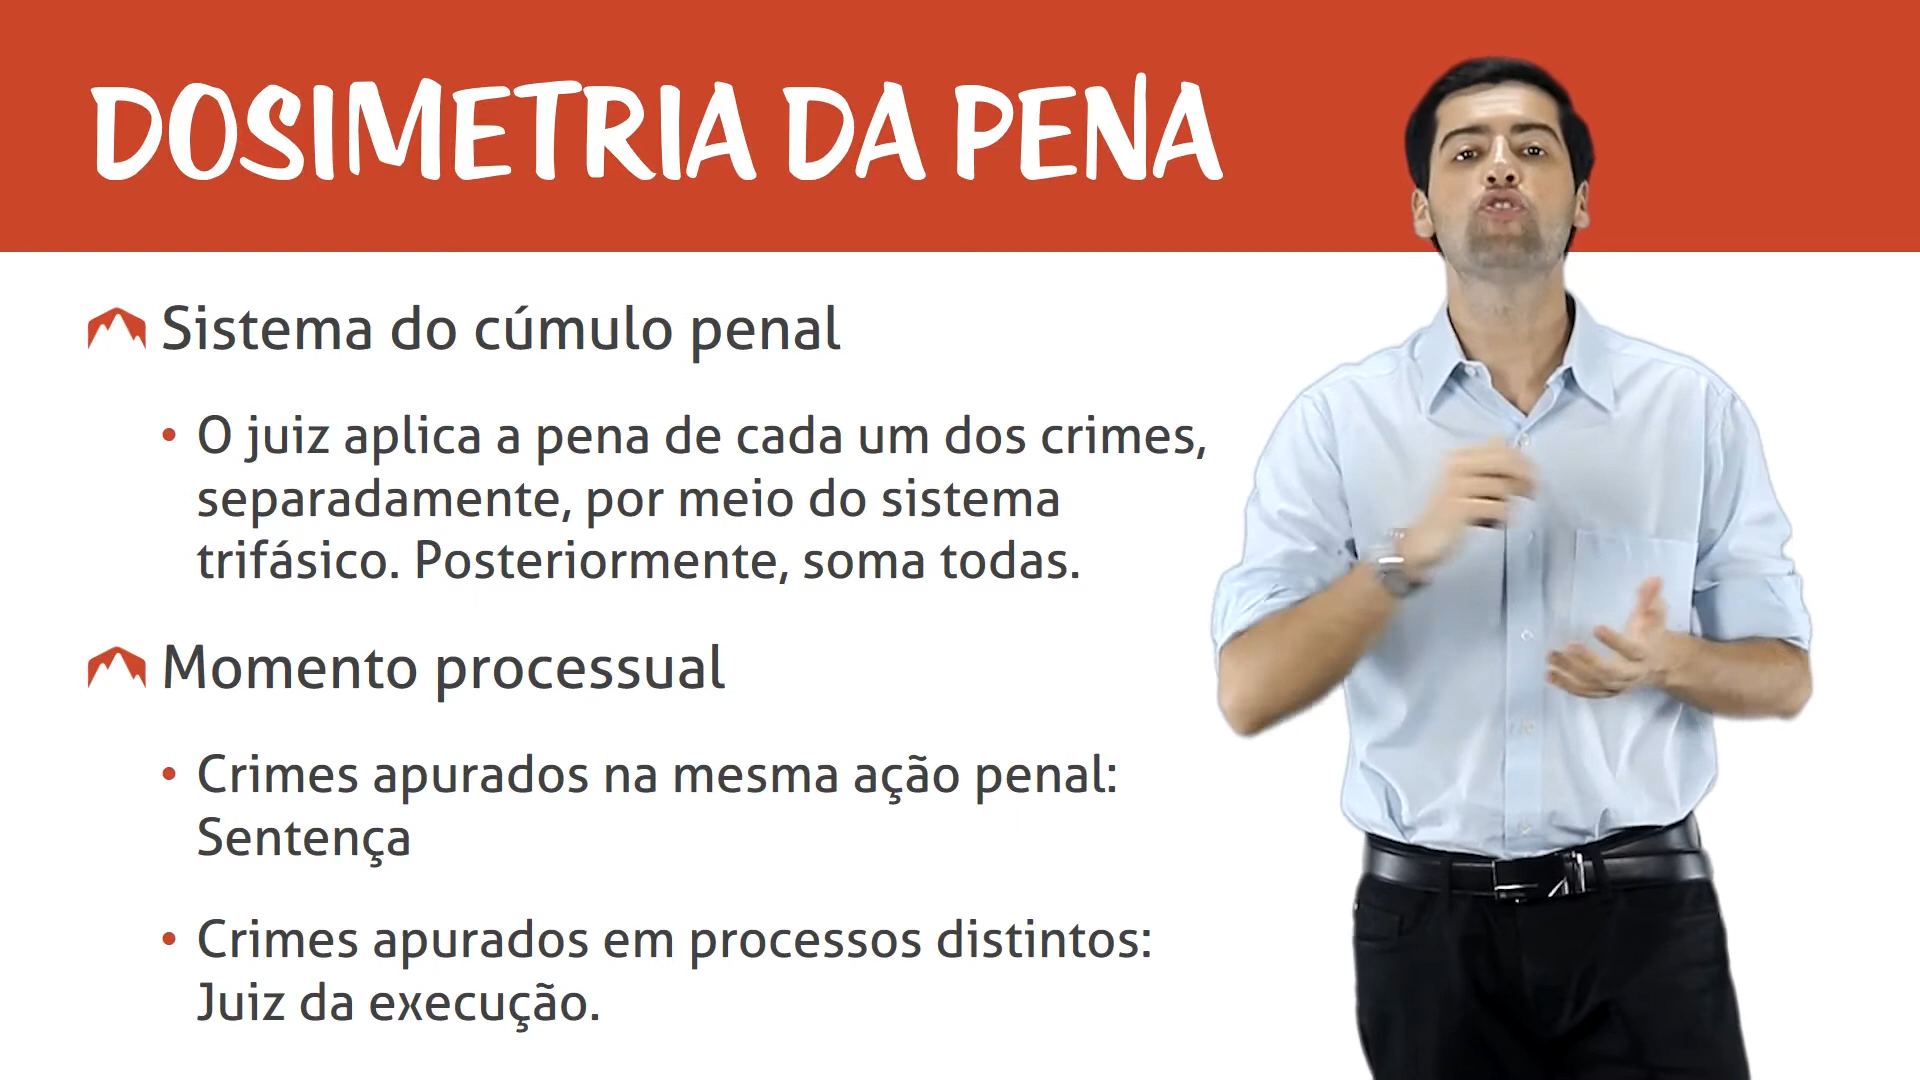 DOSIMETRIA DA PENA
Sistema do cúmulo penal
• O juiz aplica a pena de cada um dos crimes,
separadamente, por meio do sistema
trifásico. Posteriormente, soma todas.
Momento processual
• Crimes apurados na mesma ação penal:
Sentença
• Crimes apurados em processos distintos:
Juiz da execução.